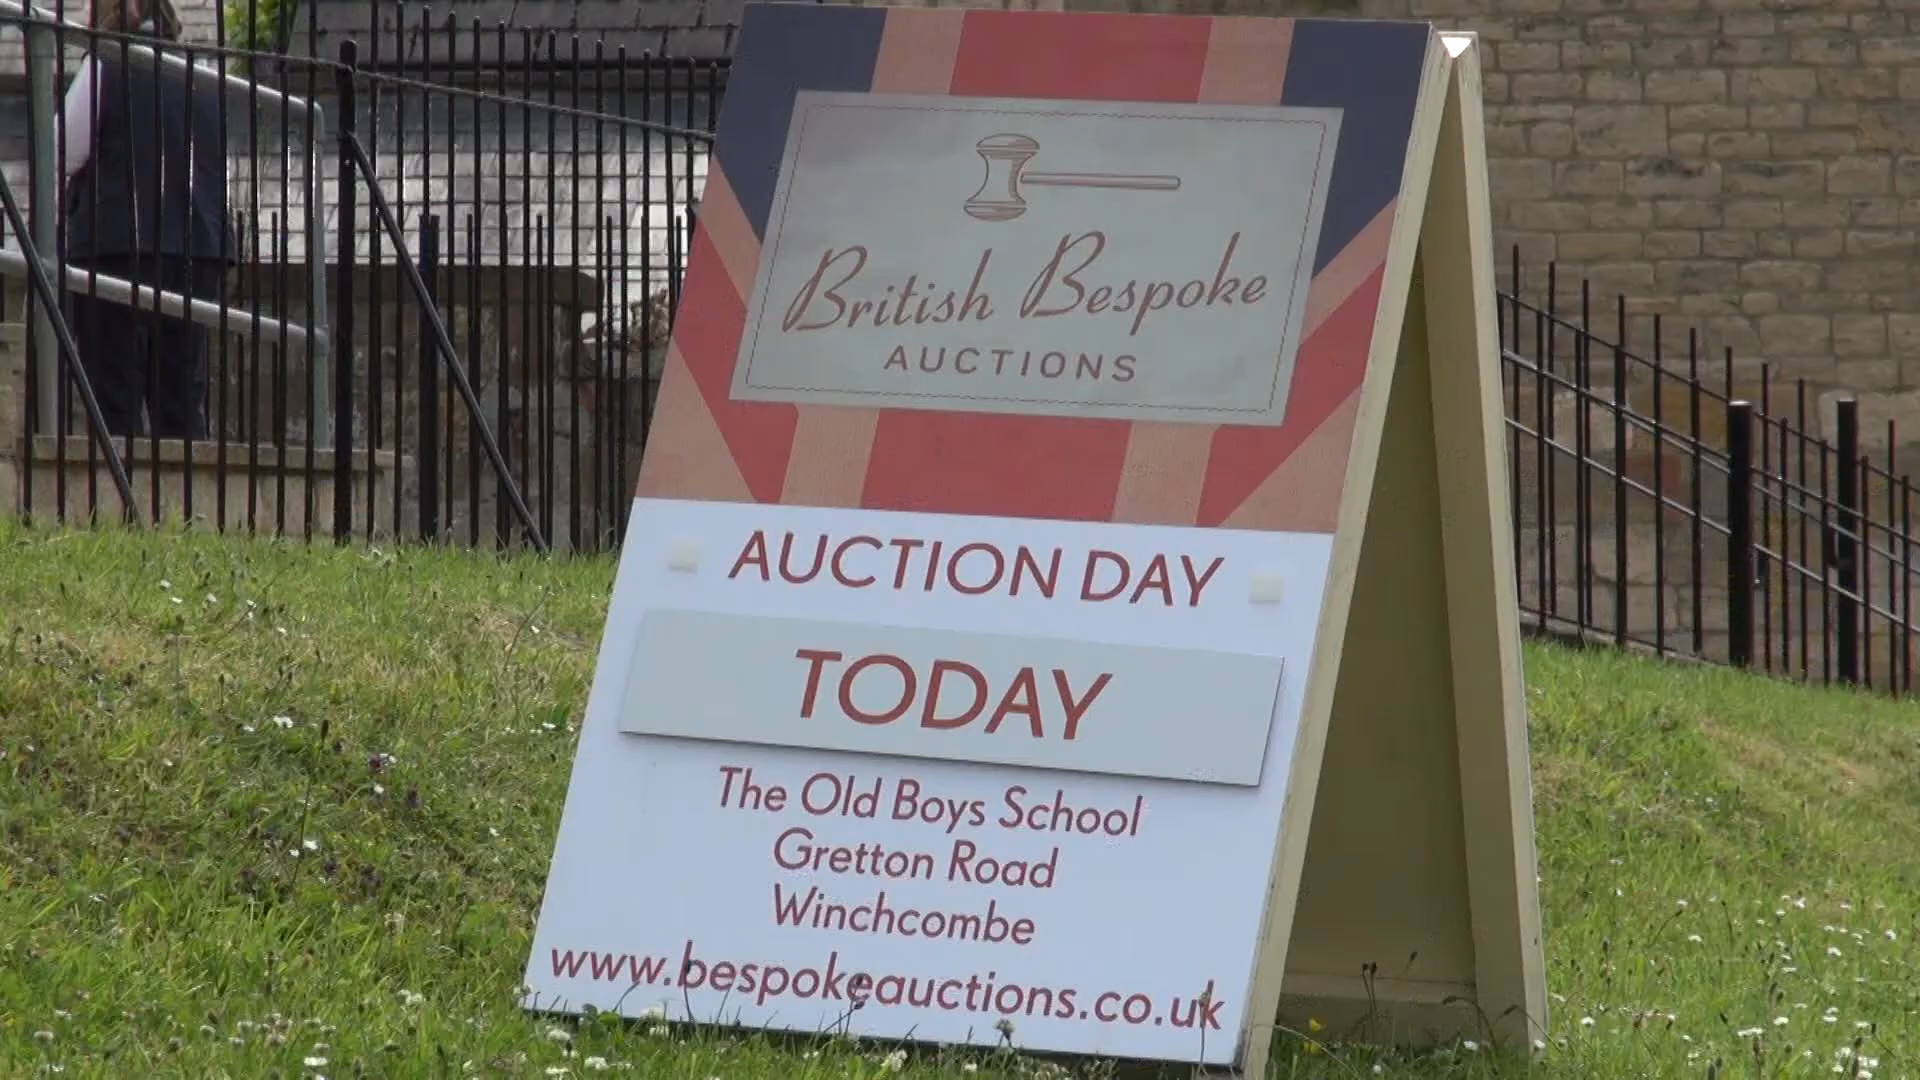 British Bespoke
AUCTIONS
AUCTION DAY
TODAY
The Old Boys School
Gretton Road
Winchcombe
www.bespokeauctions.co.uk